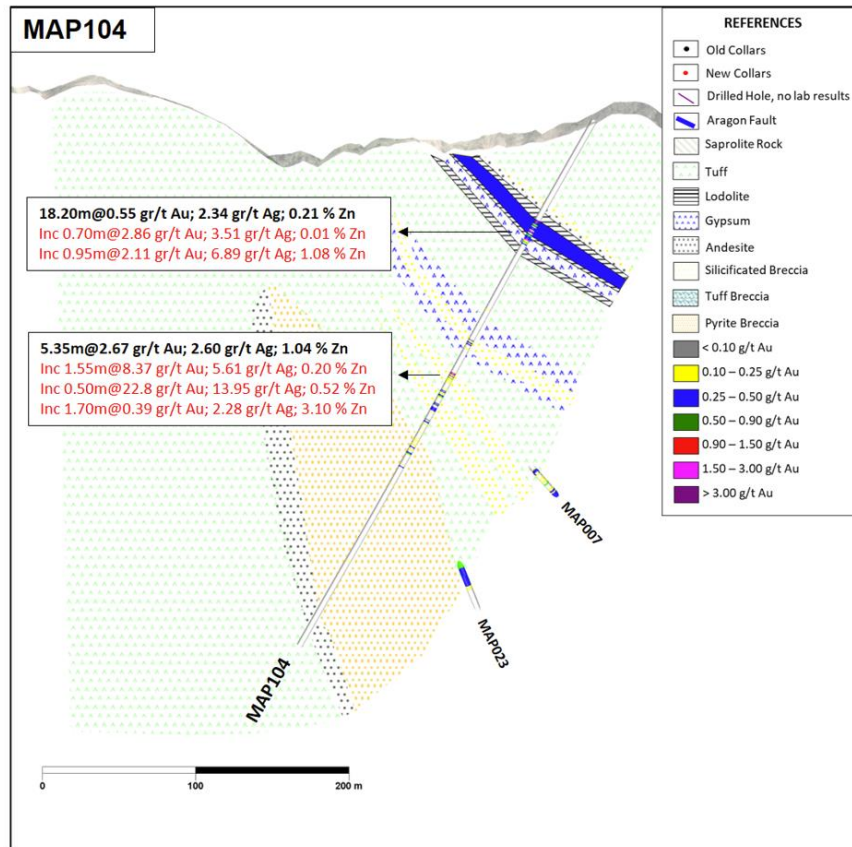 MAP104
REFERENCES
Old Collars
New Collars
Drilled Hole, no lab results
Aragon Fault
Saprolite Rock
Tuff
Lodolite
Gypsum
Andesite
Silicificated Breccia
Tuff Breccia
Pyrite Breccia
< 0.10 g/t Au
0.10 – 0.25 g/t Au
0.25 – 0.50 g/t Au
0.50 – 0.90 g/t Au
0.90 – 1.50 g/t Au
1.50 – 3.00 g/t Au
> 3.00 g/t Au
18.20m@0.55 gr/t Au; 2.34 gr/t Ag; 0.21 % Zn
Inc 0.70m@2.86 gr/t Au; 3.51 gr/t Ag; 0.01 % Zn
Inc 0.95m@2.11 gr/t Au; 6.89 gr/t Ag; 1.08 % Zn
5.35m@2.67 gr/t Au; 2.60 gr/t Ag; 1.04 % Zn
Inc 1.55m@8.37 gr/t Au; 5.61 gr/t Ag; 0.20 % Zn
Inc 0.50m@22.8 gr/t Au; 13.95 gr/t Ag; 0.52 % Zn
Inc 1.70m@0.39 gr/t Au; 2.28 gr/t Ag; 3.10 % Zn
MAP007
MAP023
MAP104
0 100 200 m